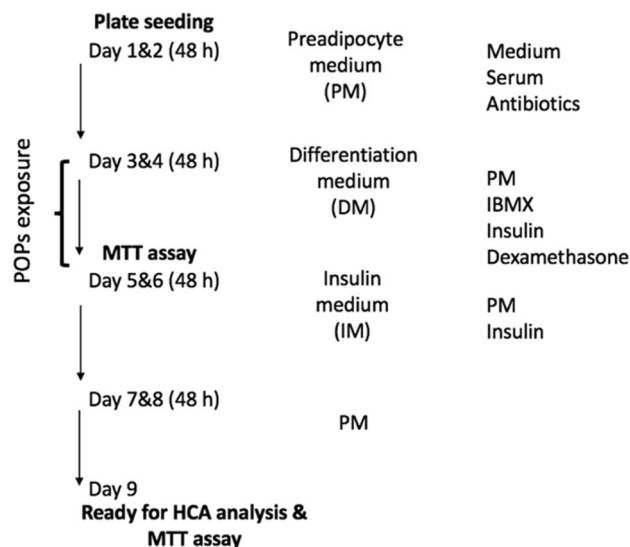 Plate seeding
Day 1&2 (48 h)
Preadipocyte
medium
(PM)
Medium
Serum
Antibiotics
POPs exposure
Day 3&4 (48 h)
Differentiation
medium
(DM)
PM
IBMX
Insulin
Dexamethasone
MTT assay
Day 5&6 (48 h)
Insulin
medium
(IM)
PM
Insulin
Day 7&8 (48 h)
PM
Day 9
Ready for HCA analysis &
MTT assay